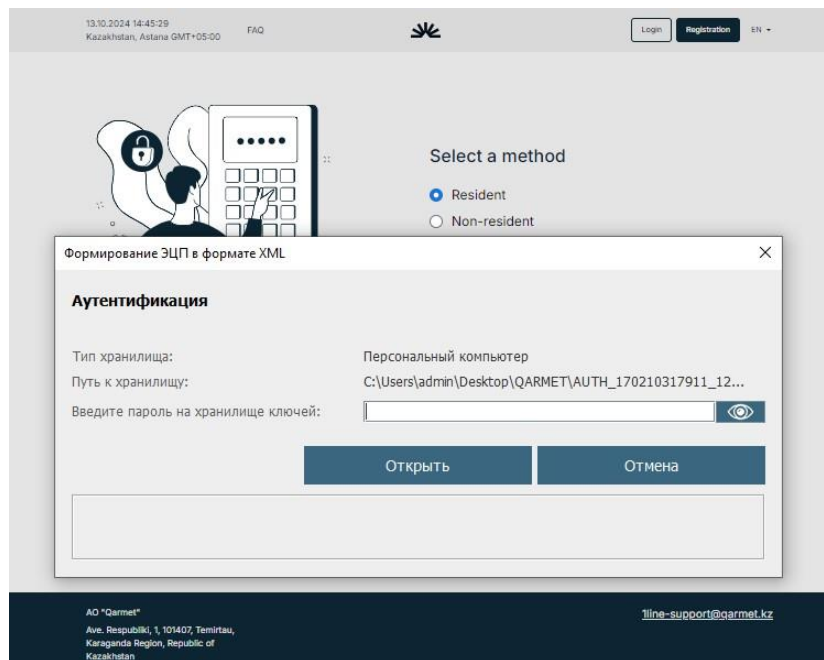 13.10.2024 14:45:29
Kazakhstan, Astana GMT+05:00
FAQ
Login
Registration
EN
Select a method
Resident
Non-resident
Формирование ЭЦП в формате XML
Аутентификация
Тип хранилища:
Персональный компьютер
Путь к хранилищу:
C:\Users\admin\Desktop\QARMET\AUTH_170210317911_12...
Введите пароль на хранилище ключей:
Открыть
Отмена
АО "Qarmet"
Ave. Respubliki, 1, 101407, Temirtau,
Karaganda Region, Republic of
Kazakhstan
1line-support@qarmet.kz